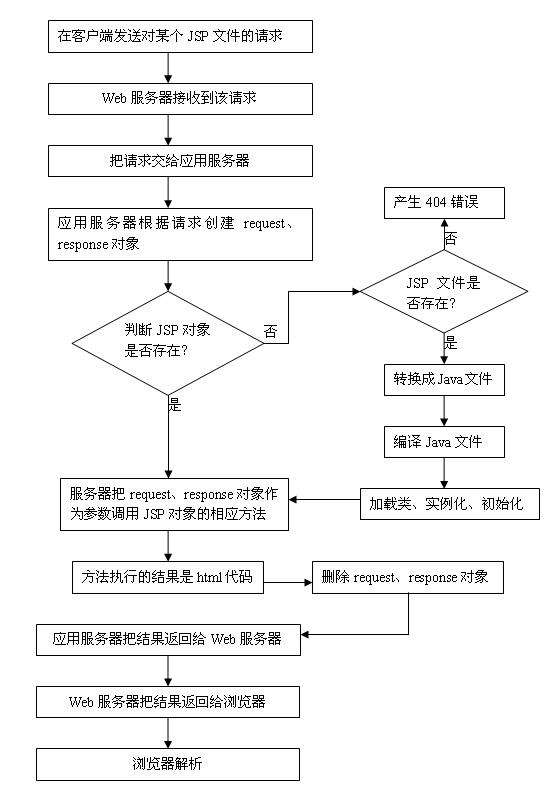 在客户端发送对某个 JSP 文件的请求
Web 服务器接收到该请求
把请求交给应用服务器
应用服务器根据请求创建 request、
response 对象
判断 JSP 对象
是否存在？
否
是
产生 404 错误
否
JSP 文件是
否存在？
是
转换成 Java 文件
编译 Java 文件
加载类、实例化、初始化
服务器把 request、response 对象作
为参数调用 JSP 对象的相应方法
方法执行的结果是 html 代码
删除 request、response 对象
应用服务器把结果返回给 Web 服务器
Web 服务器把结果返回给浏览器
浏览器解析